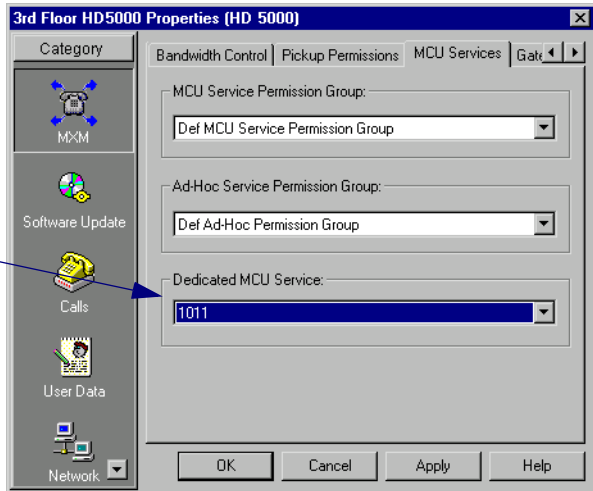 3rd Floor HD5000 Properties (HD 5000)
Category
MXM
Software Update
Calls
User Data
Network
Bandwidth Control
Pickup Permissions
MCU Services
Gate
MCU Service Permission Group:
Def MCU Service Permission Group
Ad-Hoc Service Permission Group:
Def Ad-Hoc Permission Group
Dedicated MCU Service:
1011
OK
Cancel
Apply
Help